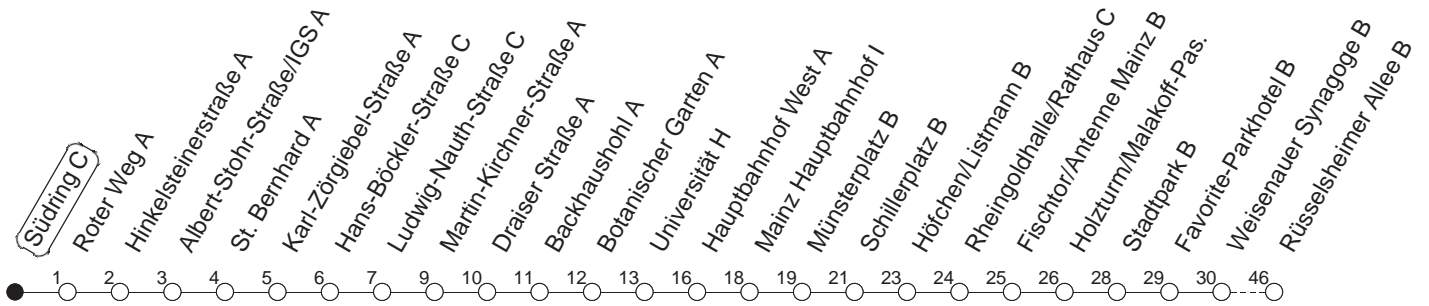 Südring C
Roter Weg A
Hinkelsteinerstraße A
Albert-Stohr-Straße/IGS A
St. Bernhard A
Karl-Zörgiebel-Straße A
Hans-Böckler-Straße C
Ludwig-Nauth-Straße C
Martin-Kirchner-Straße A
Draiser Straße A
Backhaushohl A
Botanischer Garten A
Universität H
Hauptbahnhof West A
Mainz Hauptbahnhof I
Münsterplatz B
Schillerplatz B
Höfchen/Listmann B
Rheingoldhalle/Rathaus C
Fischtor/Antenne Mainz B
Holzturm/Malakoff-Pas.
Stadtpark B
Favorite-Parkhotel B
Weisenauer Synagoge B
Rüsselsheimer Allee B
1 2 3 4 5 6 7 9 10 11 12 13 16 18 19 21 23 24 25 26 28 29 30 46